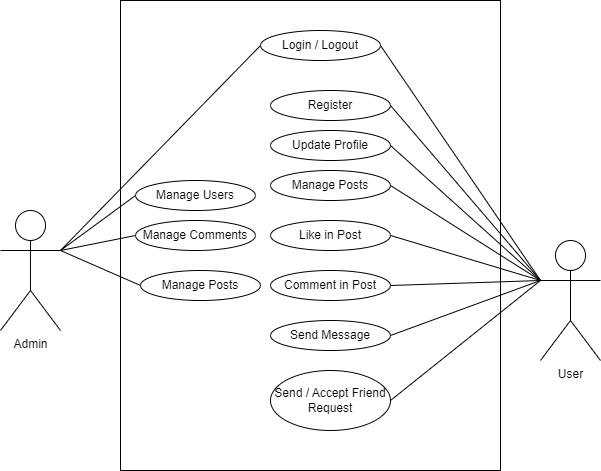 Login / Logout
Register
Update Profile
Manage Users
Manage Posts
Manage Comments
Like in Post
Manage Posts
Comment in Post
Send Message
Admin
User
Send / Accept Friend
Request